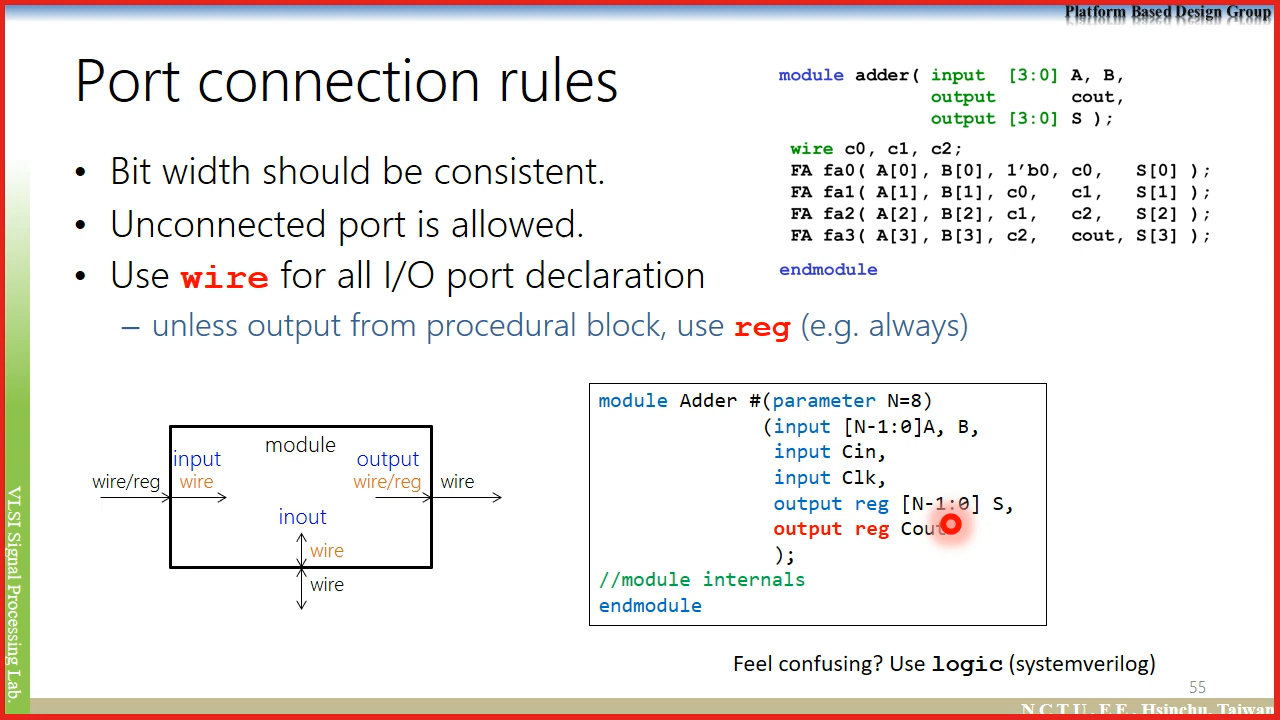 Platform Based Design Group
Port connection rules
• Bit width should be consistent.
• Unconnected port is allowed.
• Use wire for all I/O port declaration
– unless output from procedural block, use reg (e.g. always)
module adder( input [3:0] A, B,
output cout,
output [3:0] S );
wire c0, c1, c2;
FA fa0( A[0], B[0], 1’b0, c0, S[0] );
FA fa1( A[1], B[1], c0, c1, S[1] );
FA fa2( A[2], B[2], c1, c2, S[2] );
FA fa3( A[3], B[3], c2, cout, S[3] );
endmodule
module
input
output
wire/reg
wire
wire/reg
wire
inout
wire
wire
module Adder #(parameter N=8)
(input [N-1:0]A, B,
input Cin,
input Clk,
output reg [N-1:0] S,
output reg Cout
);
//module internals
endmodule
Feel confusing? Use logic (systemverilog)
55
VLSI Signal Processing Lab.
N C T U. E E, Hsinchu, Taiwan